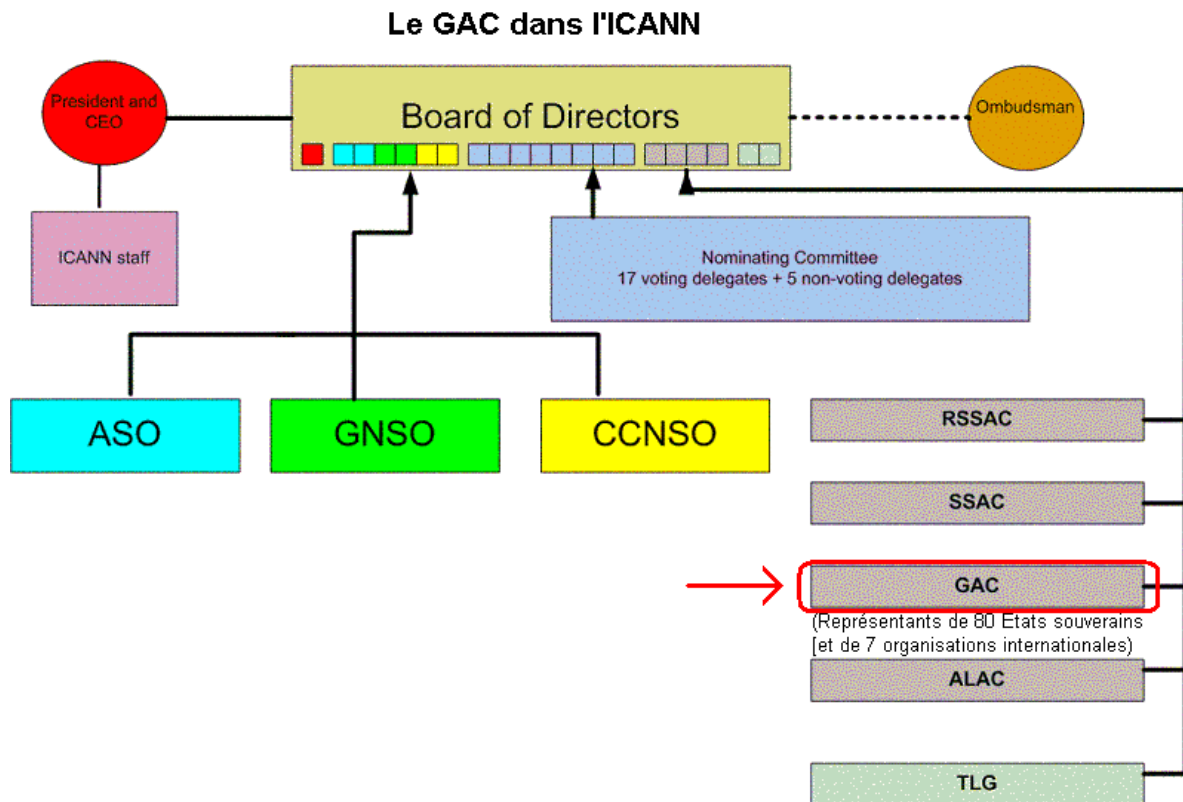 Le GAC dans l'ICANN
President and
CEO
Board of Directors
Ombudsman
ICANN staff
Nominating Committee
17 voting delegates + 5 non-voting delegates
ASO
GNSO
CCNSO
RSSAC
SSAC
GAC
(Représentants de 80 Etats souverains
[et de 7 organisations internationales)
ALAC
TLG